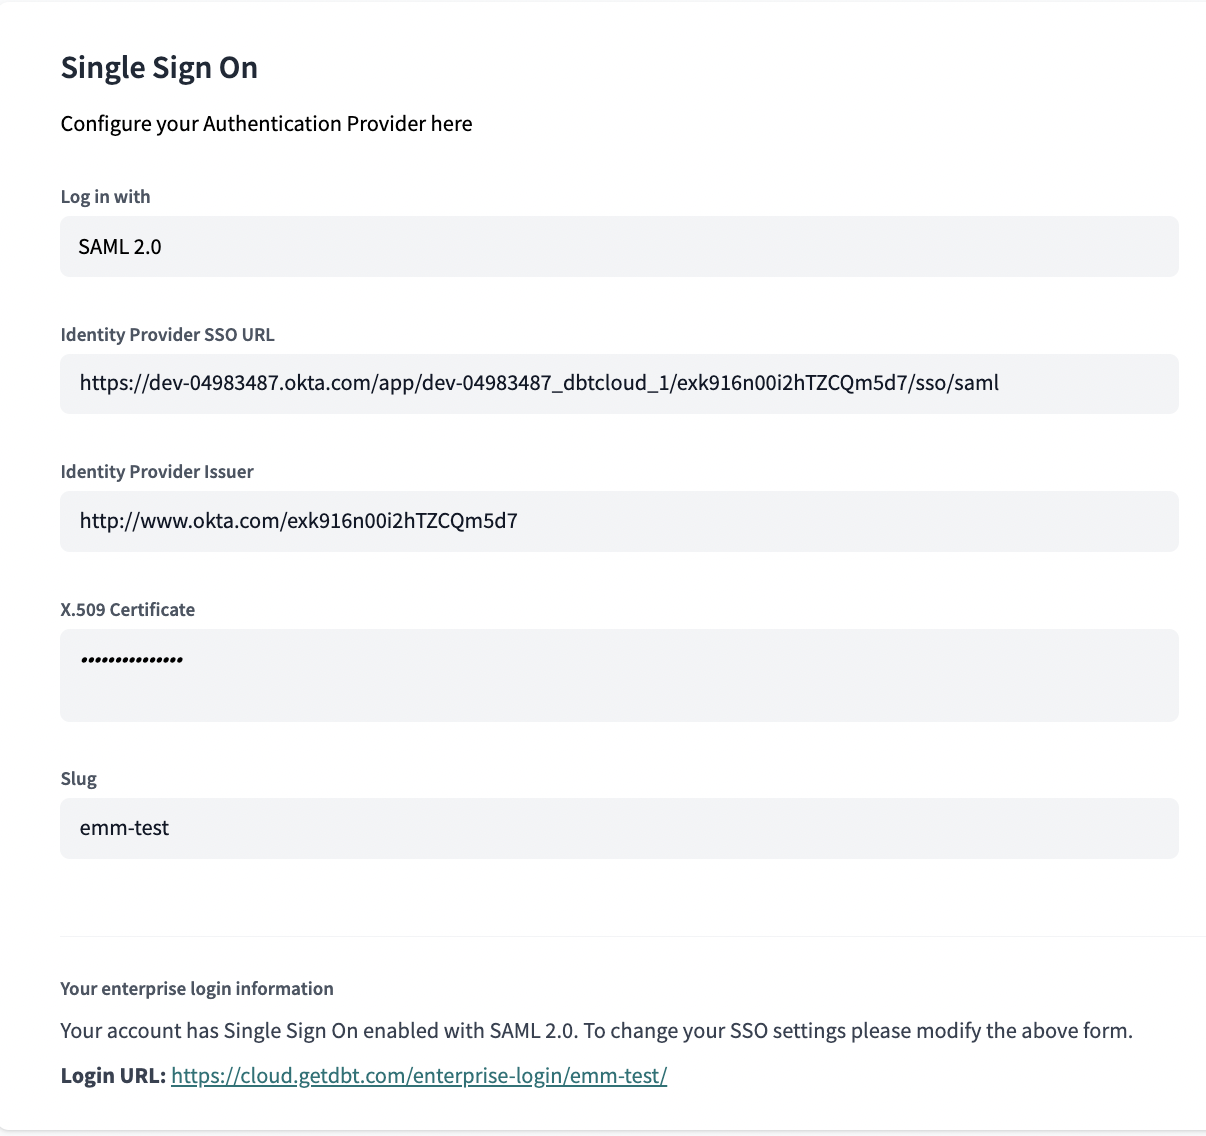 Single Sign On
Configure your Authentication Provider here
Log in with
SAML 2.0
Identity Provider SSO URL
https://dev-04983487.okta.com/app/dev-04983487_dbtcloud_1/exk916n00i2hTZCQm5d7/sso/saml
Identity Provider Issuer
http://www.okta.com/exk916n00i2hTZCQm5d7
X.509 Certificate
•••••••••••••••
Slug
emm-test
Your enterprise login information
Your account has Single Sign On enabled with SAML 2.0. To change your SSO settings please modify the above form.
Login URL: https://cloud.getdbt.com/enterprise-login/emm-test/